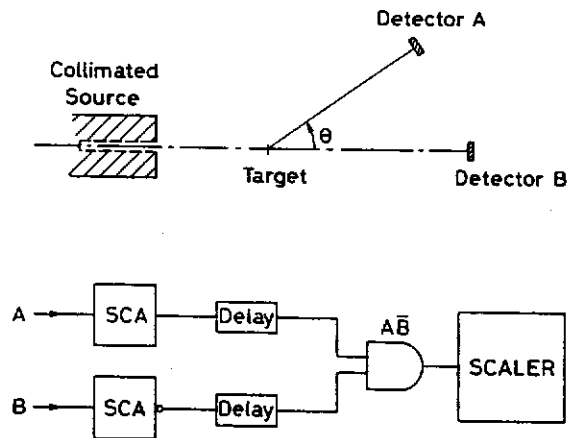 Detector A
Collimated
Source
θ
Target
Detector B
A
SCA
Delay
AB̅
SCALER
B
SCA
Delay